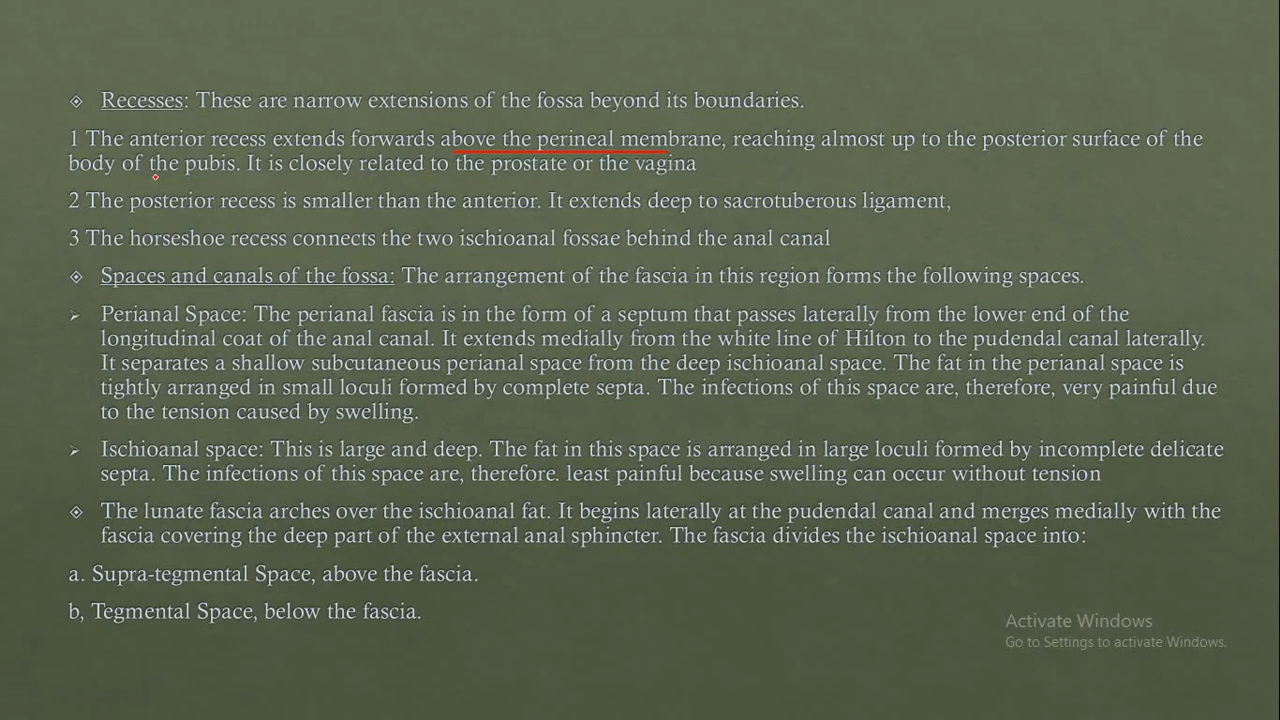 Recesses: These are narrow extensions of the fossa beyond its boundaries.
1 The anterior recess extends forwards above the perineal membrane, reaching almost up to the posterior surface of the
body of the pubis. It is closely related to the prostate or the vagina
2 The posterior recess is smaller than the anterior. It extends deep to sacrotuberous ligament,
3 The horseshoe recess connects the two ischioanal fossae behind the anal canal
Spaces and canals of the fossa: The arrangement of the fascia in this region forms the following spaces.
Perianal Space: The perianal fascia is in the form of a septum that passes laterally from the lower end of the
longitudinal coat of the anal canal. It extends medially from the white line of Hilton to the pudendal canal laterally.
It separates a shallow subcutaneous perianal space from the deep ischioanal space. The fat in the perianal space is
tightly arranged in small loculi formed by complete septa. The infections of this space are, therefore, very painful due
to the tension caused by swelling.
Ischioanal space: This is large and deep. The fat in this space is arranged in large loculi formed by incomplete delicate
septa. The infections of this space are, therefore. least painful because swelling can occur without tension
The lunate fascia arches over the ischioanal fat. It begins laterally at the pudendal canal and merges medially with the
fascia covering the deep part of the external anal sphincter. The fascia divides the ischioanal space into:
a. Supra-tegmental Space, above the fascia.
b, Tegmental Space, below the fascia.
Activate Windows
Go to Settings to activate Windows.